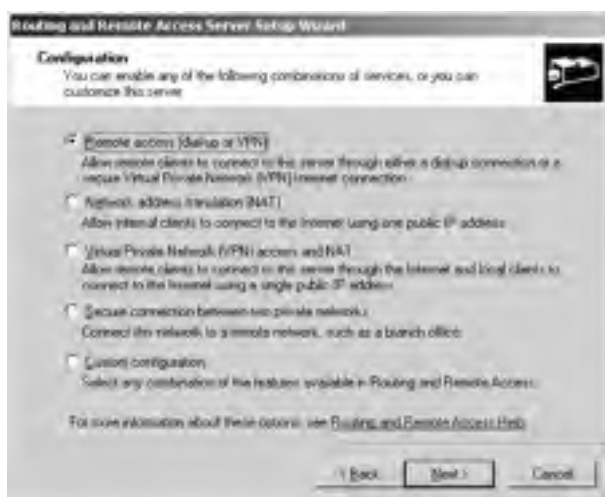 Routing and Remote Access Server Setup Wizard
Configuration
You can enable any of the following combinations of services, or you can
customize this server.
Remote access (dial-up or VPN)
Allow remote clients to connect to this server through either a dial-up connection or a
secure Virtual Private Network (VPN) Internet connection.
Network address translation (NAT)
Allow internal clients to connect to the Internet using one public IP address.
Virtual Private Network (VPN) access and NAT
Allow remote clients to connect to this server through the Internet and local clients to
connect to the Internet using a single public IP address.
Secure connection between two private networks
Connect this network to a remote network, such as a branch office.
Custom configuration
Select any combination of the features available in Routing and Remote Access.
For more information about these options, see Routing and Remote Access Help.
< Back Next > Cancel